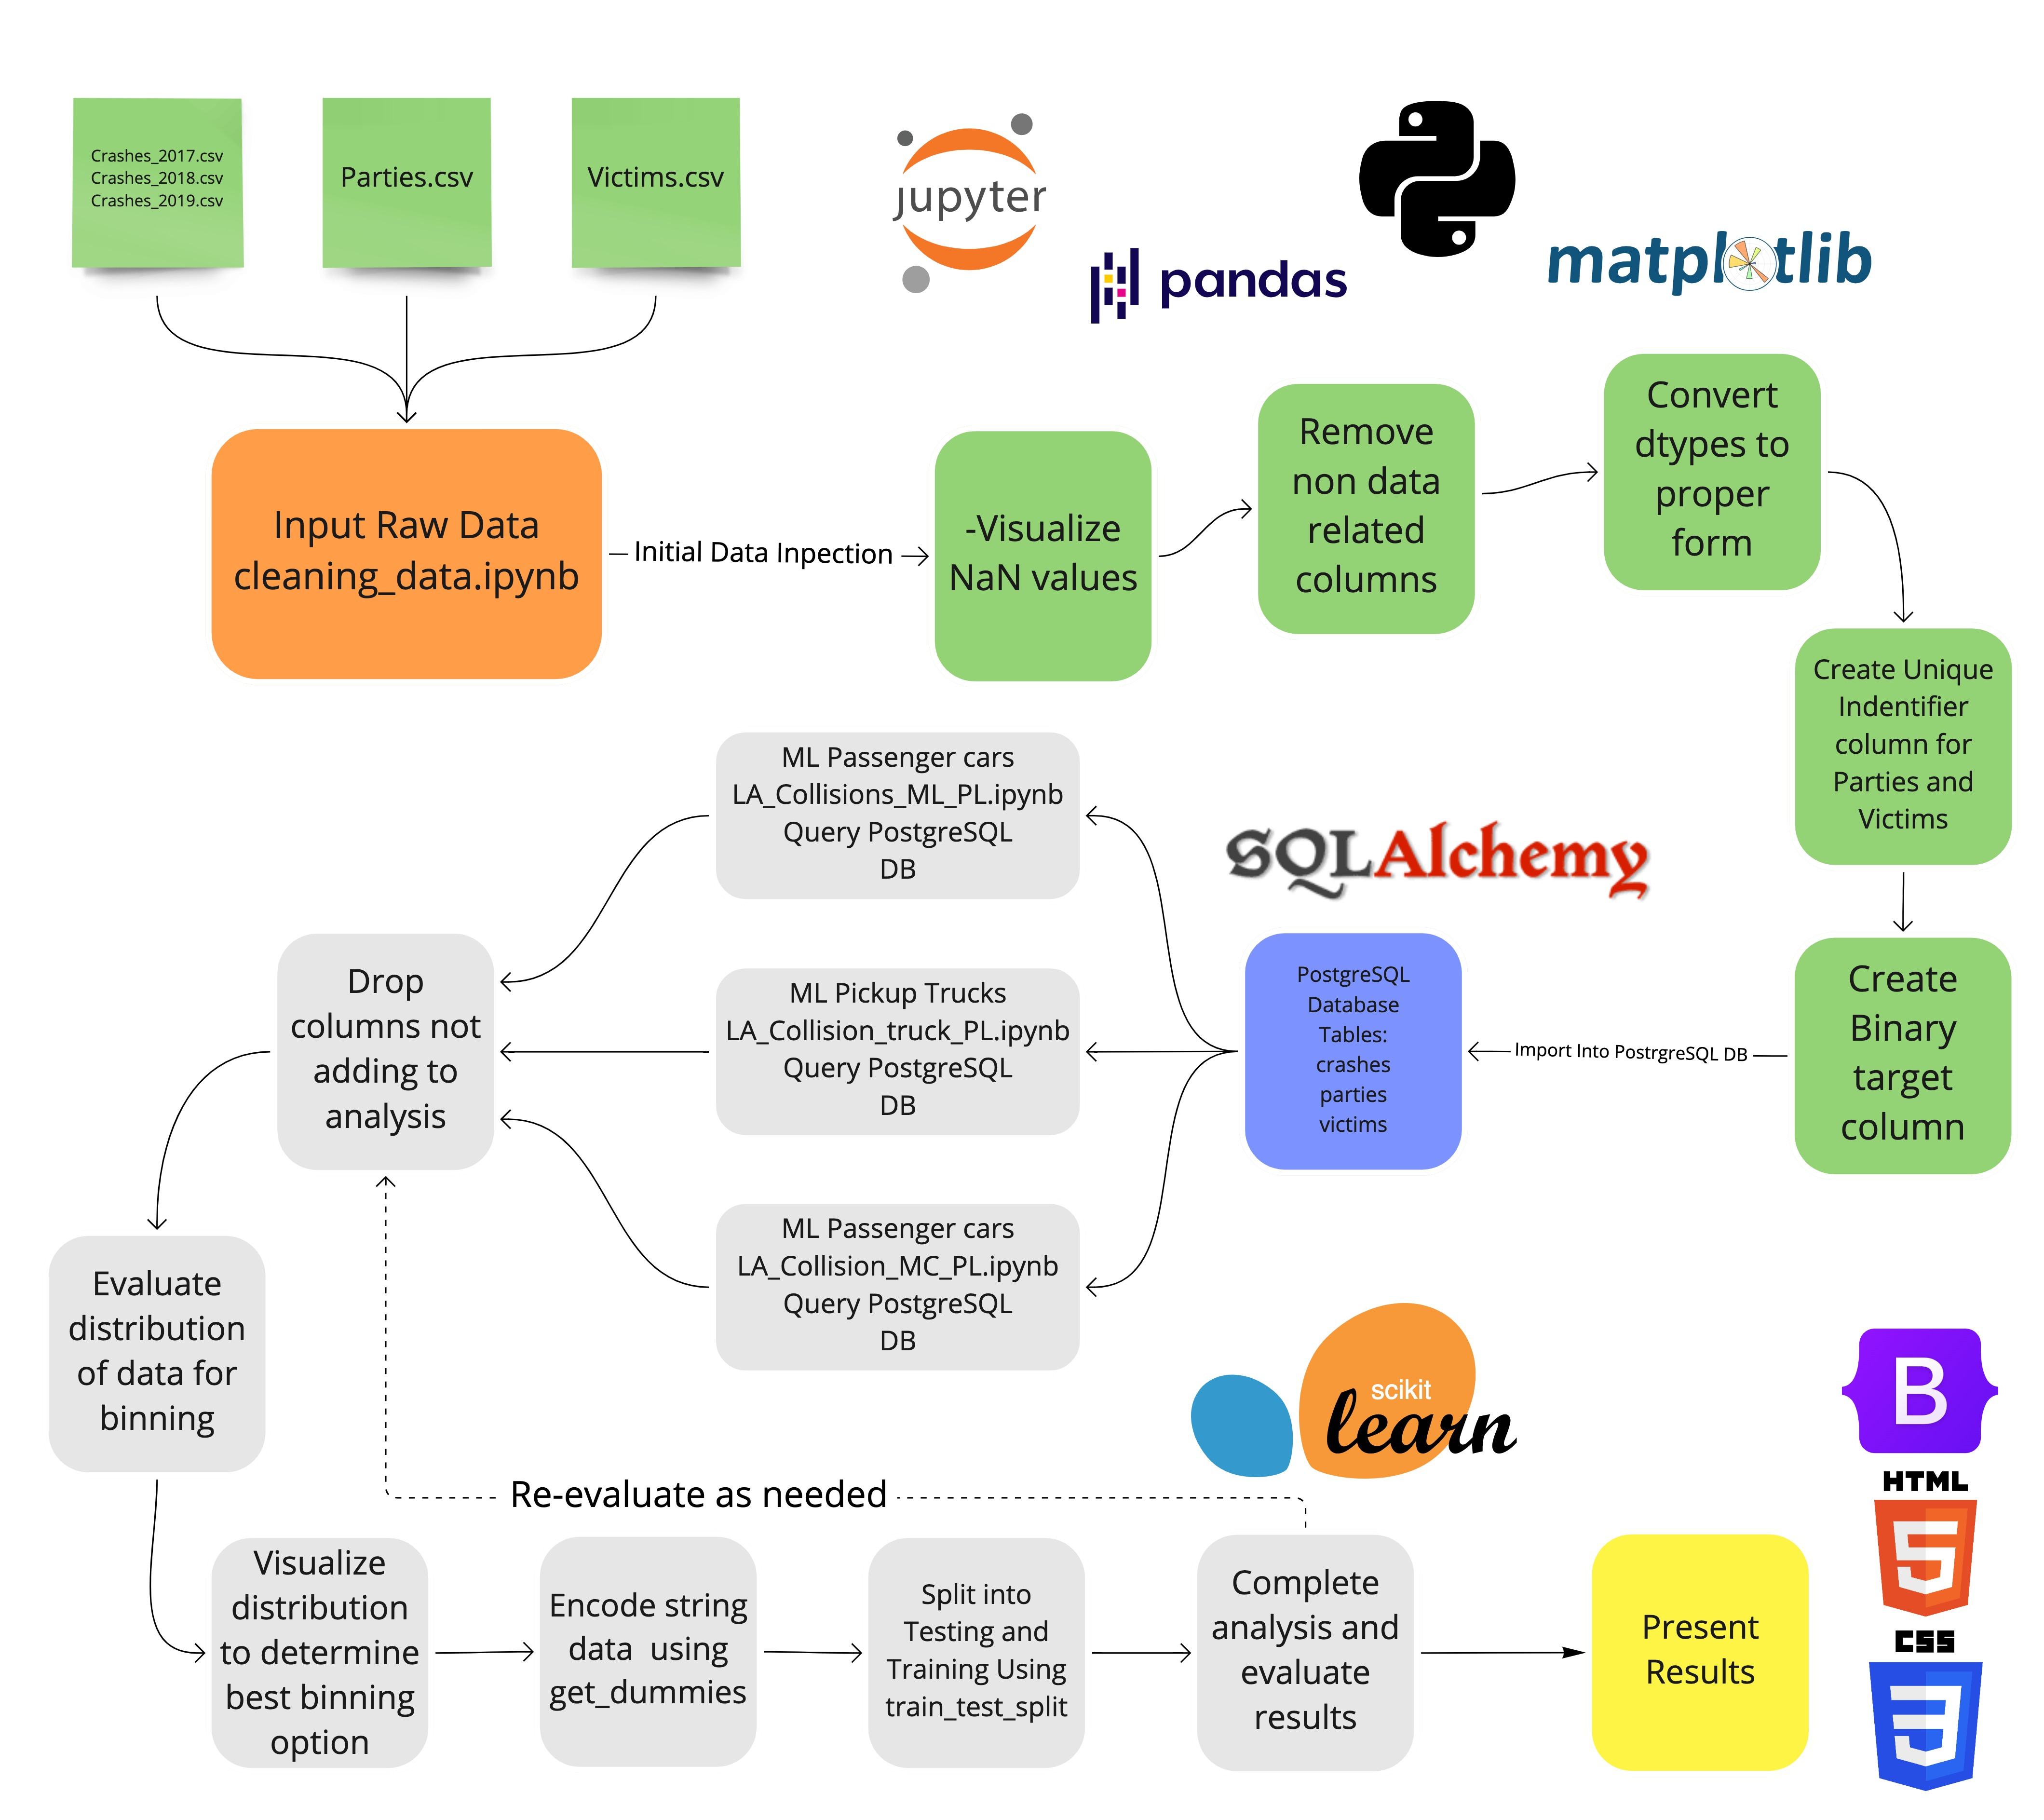 Crashes_2017.csv
Crashes_2018.csv
Crashes_2019.csv
Parties.csv
Victims.csv
jupyter
pandas
matplotlib
Input Raw Data
cleaning_data.ipynb
Initial Data Inpection
-Visualize
NaN values
Remove
non data
related
columns
Convert
dtypes to
proper
form
Create Unique
Indentifier
column for
Parties and
Victims
Create
Binary
target
column
Import Into PostrgreSQL DB
SQLAlchemy
PostgreSQL
Database
Tables:
crashes
parties
victims
ML Passenger cars
LA_Collisions_ML_PL.ipynb
Query PostgreSQL
DB
ML Pickup Trucks
LA_Collision_truck_PL.ipynb
Query PostgreSQL
DB
ML Passenger cars
LA_Collision_MC_PL.ipynb
Query PostgreSQL
DB
Drop
columns not
adding to
analysis
Evaluate
distribution
of data for
binning
Re-evaluate as needed
Visualize
distribution
to determine
best binning
option
Encode string
data  using
get_dummies
Split into
Testing and
Training Using
train_test_split
scikit
learn
Complete
analysis and
evaluate
results
Present
Results
B
HTML
5
CSS
3